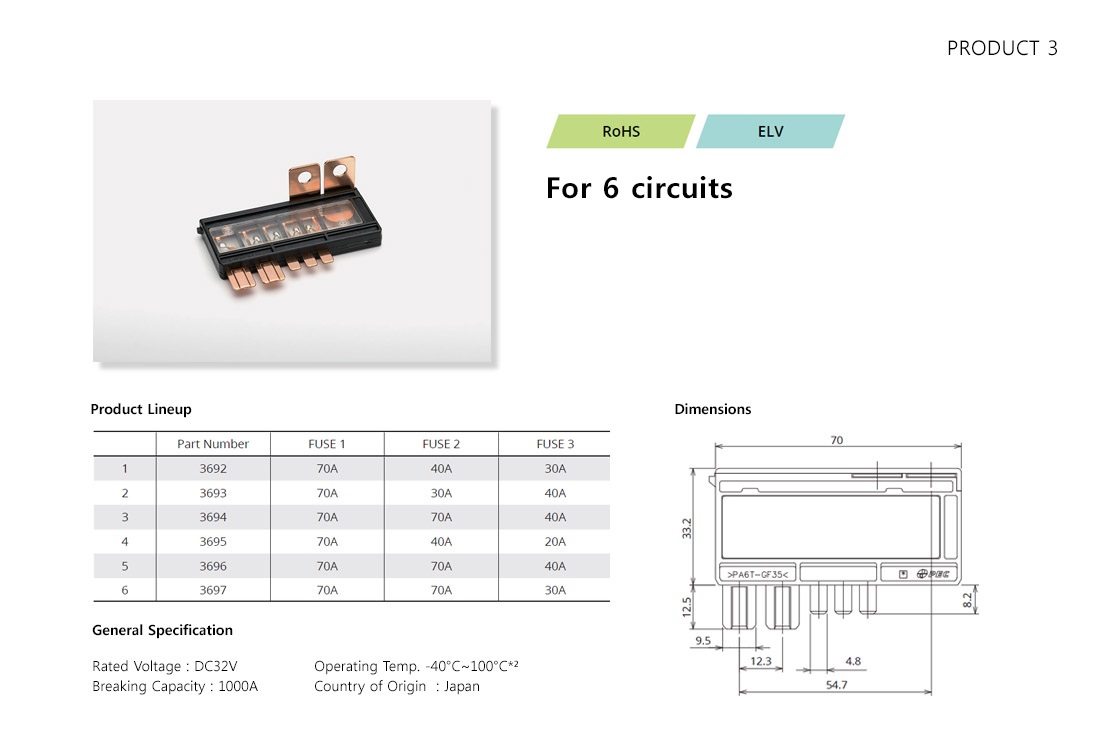 PRODUCT 3
RoHS ELV
For 6 circuits
Product Lineup
Part Number FUSE 1 FUSE 2 FUSE 3
1 3692 70A 40A 30A
2 3693 70A 30A 40A
3 3694 70A 70A 40A
4 3695 70A 40A 20A
5 3696 70A 70A 40A
6 3697 70A 70A 30A
General Specification
Rated Voltage : DC32V Operating Temp. -40°C~100°C*²
Breaking Capacity : 1000A Country of Origin : Japan
Dimensions
70
33.2
>PA6T-GF35< PEC
12.5
8.2
9.5
12.3
4.8
54.7